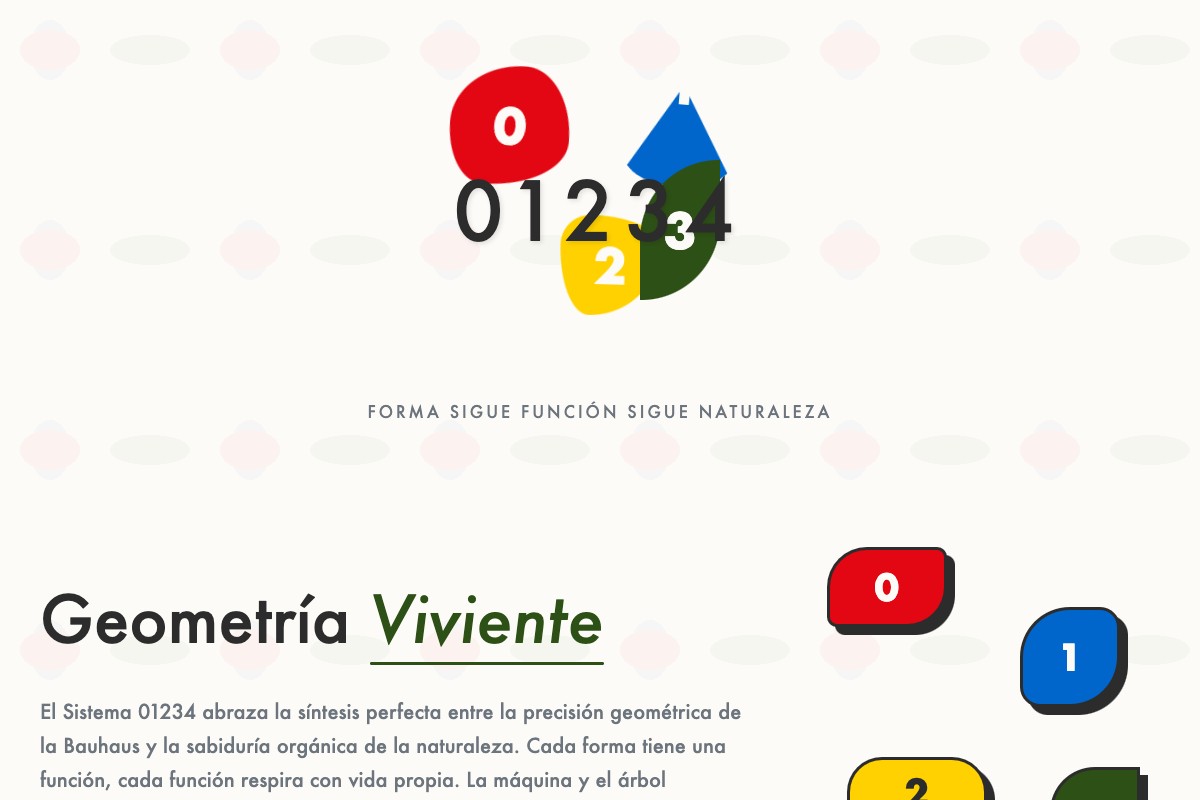 0
01234
3
2
FORMA SIGUE FUNCIÓN SIGUE NATURALEZA
Geometría Viviente
El Sistema 01234 abraza la síntesis perfecta entre la precisión geométrica de
la Bauhaus y la sabiduría orgánica de la naturaleza. Cada forma tiene una
función, cada función respira con vida propia. La máquina y el árbol
0
1
2